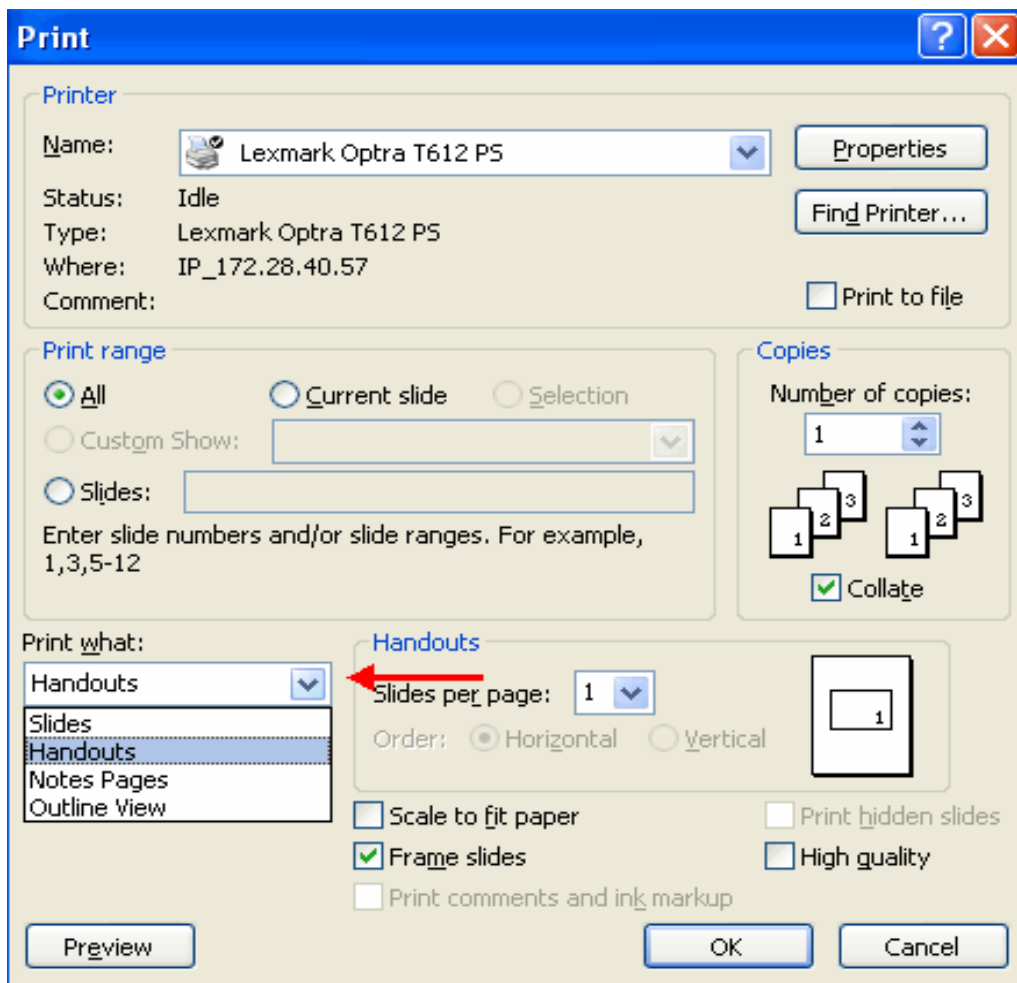 Print
Printer
Name: Lexmark Optra T612 PS Properties
Status: Idle
Find Printer...
Type: Lexmark Optra T612 PS
Where: IP_172.28.40.57
Comment:
Print to file
Print range
All Current slide Selection
Custom Show:
Slides:
Enter slide numbers and/or slide ranges. For example,
1,3,5-12
Copies
Number of copies:
1
1 2 3 1 2 3
Collate
Print what:
Handouts
Slides
Handouts
Notes Pages
Outline View
Handouts
Slides per page: 1
Order: Horizontal Vertical
1
Scale to fit paper Print hidden slides
Frame slides High quality
Print comments and ink markup
Preview OK Cancel